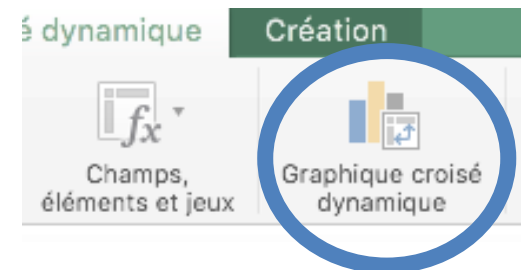 é dynamique Création
Champs,
éléments et jeux
Graphique croisé
dynamique